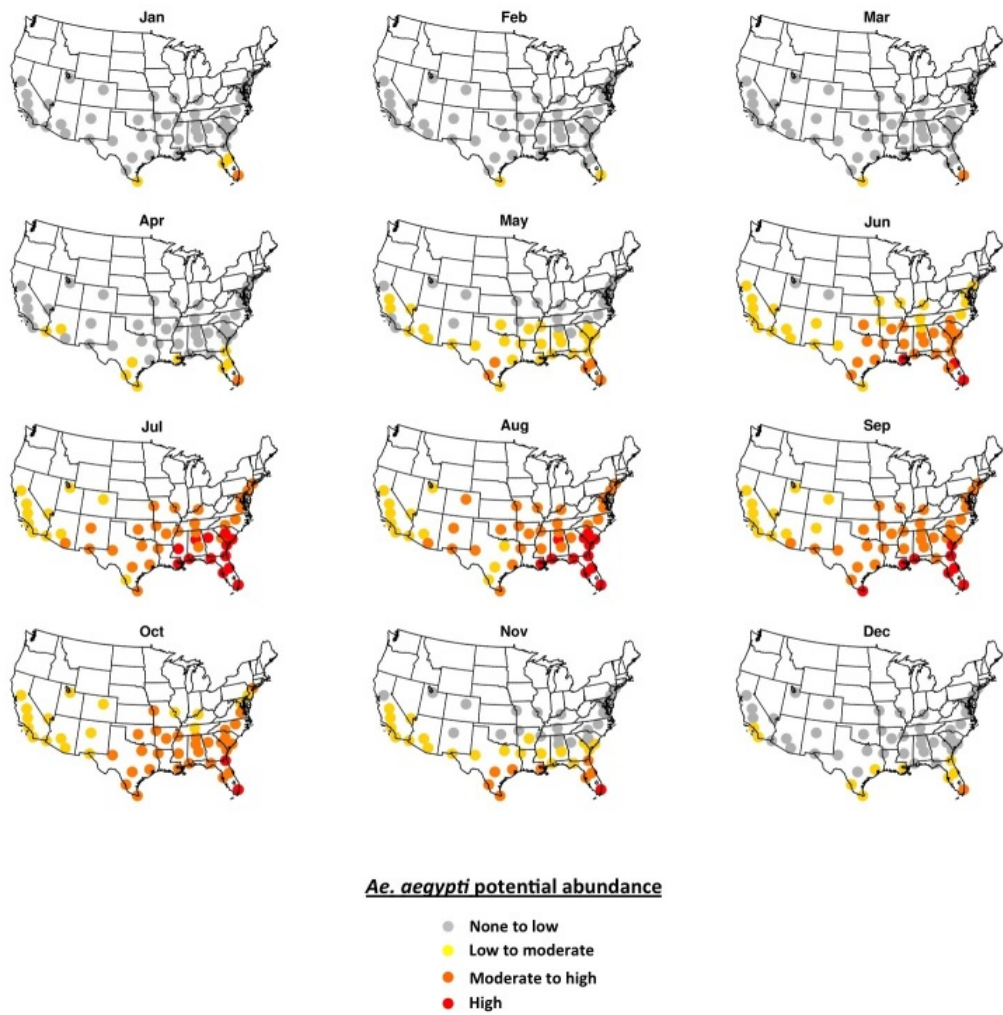 Jan
Feb
Mar
Apr
May
Jun
Jul
Aug
Sep
Oct
Nov
Dec
Ae. aegypti potential abundance
None to low
Low to moderate
Moderate to high
High